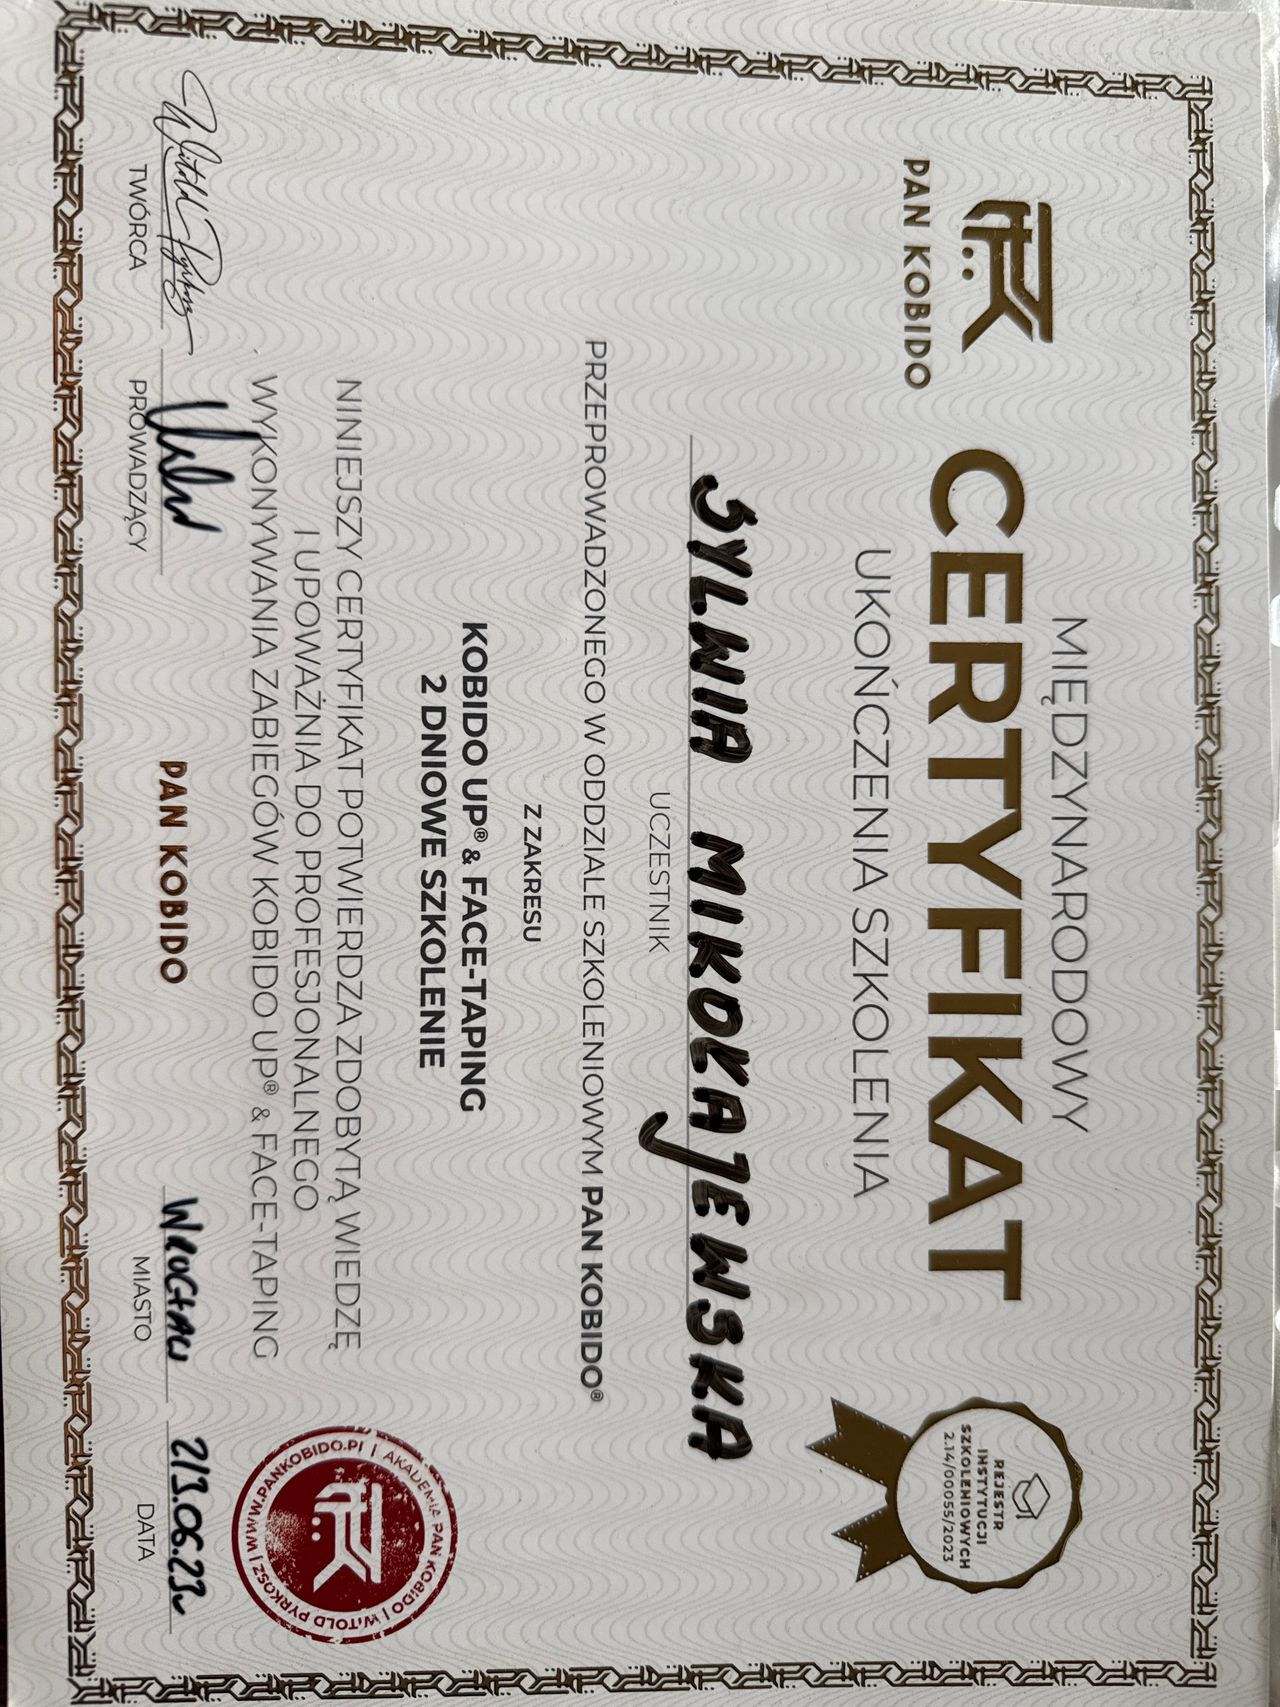 PAN KOBIDO
MIĘDZYNARODOWY
CERTYFIKAT
UKOŃCZENIA SZKOLENIA
REJESTR
INSTYTUCJI
SZKOLENIOWYCH
2.14/00055/2023
SYLWIA MIKOŁAJEWSKA
UCZESTNIK
PRZEPROWADZONEGO W ODDZIALE SZKOLENIOWYM PAN KOBIDO®
Z ZAKRESU
KOBIDO UP® & FACE-TAPING
2 DNIOWE SZKOLENIE
NINIEJSZY CERTYFIKAT POTWIERDZA ZDOBYTĄ WIEDZĘ
I UPOWAŻNIA DO PROFESJONALNEGO
WYKONYWANIA ZABIEGÓW KOBIDO UP® & FACE-TAPING
AKADEMIA PAN KOBIDO | WITOLD PYRKOSZ | WWW.PANKOBIDO.PL |
Witold Pyrkosz
TWÓRCA
PROWADZĄCY
PAN KOBIDO
WROCŁAW
MIASTO
2/3.06.23r
DATA